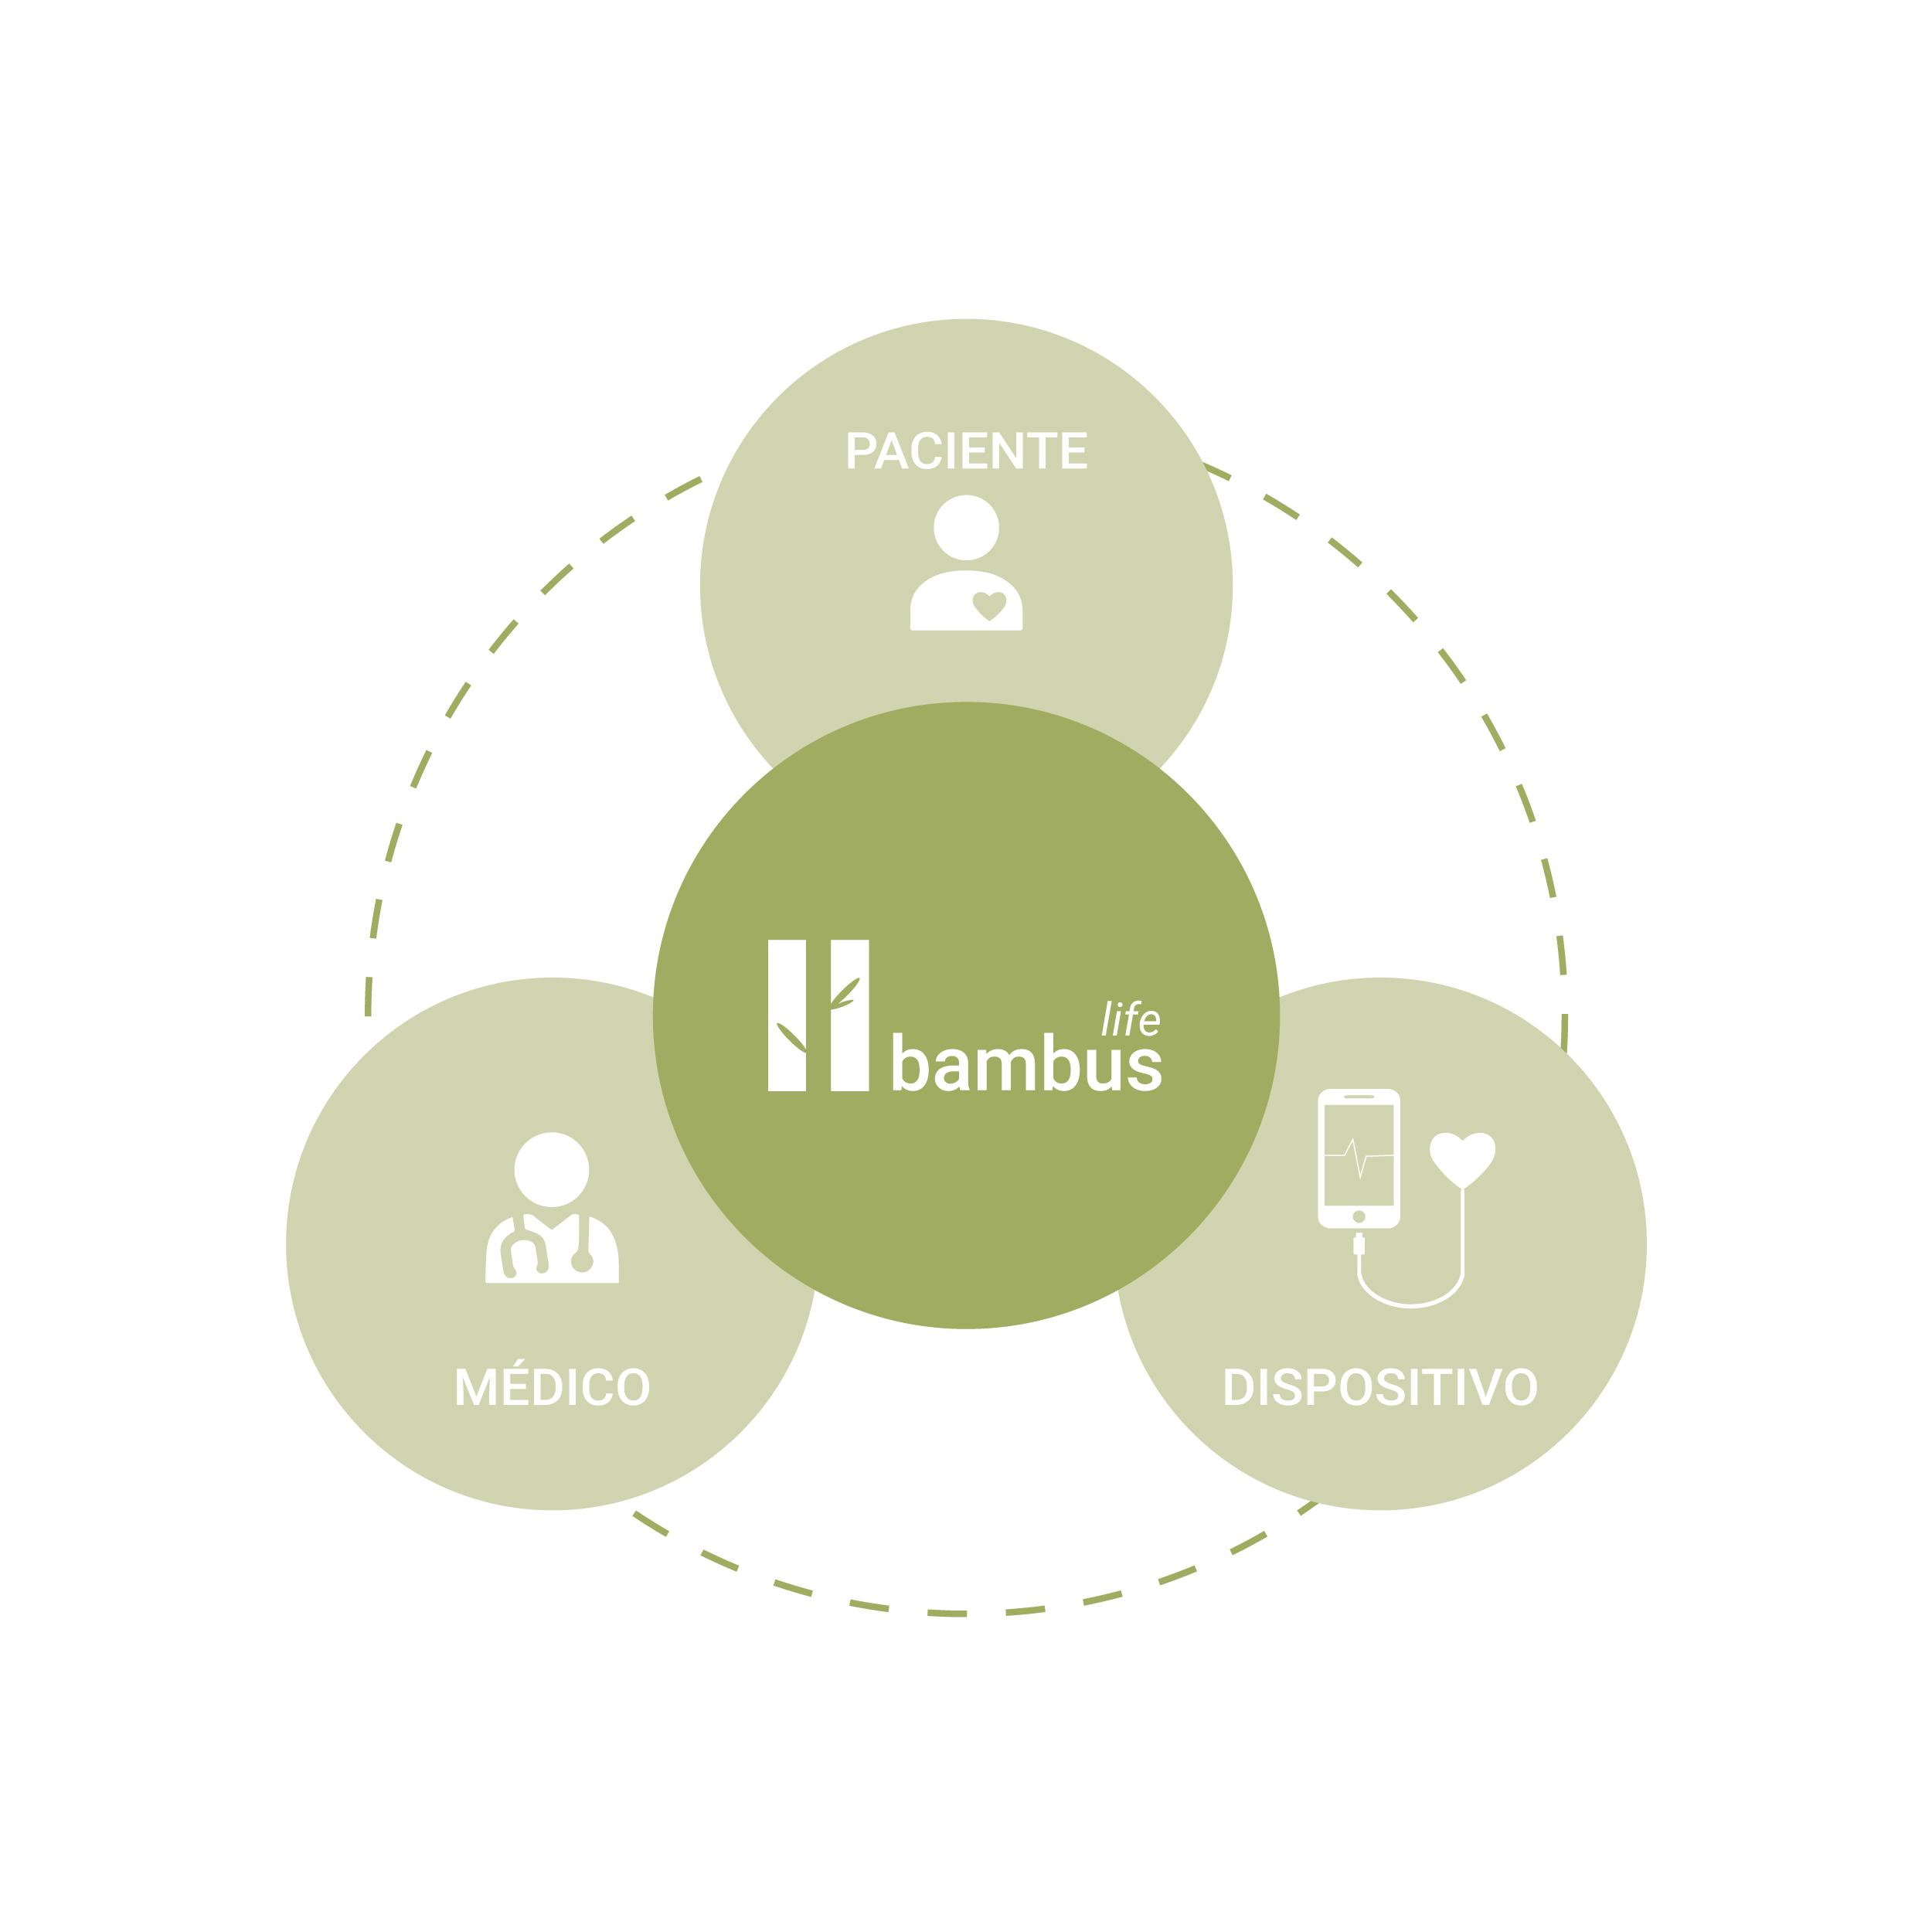 PACIENTE
life
bambus
MÉDICO
DISPOSITIVO